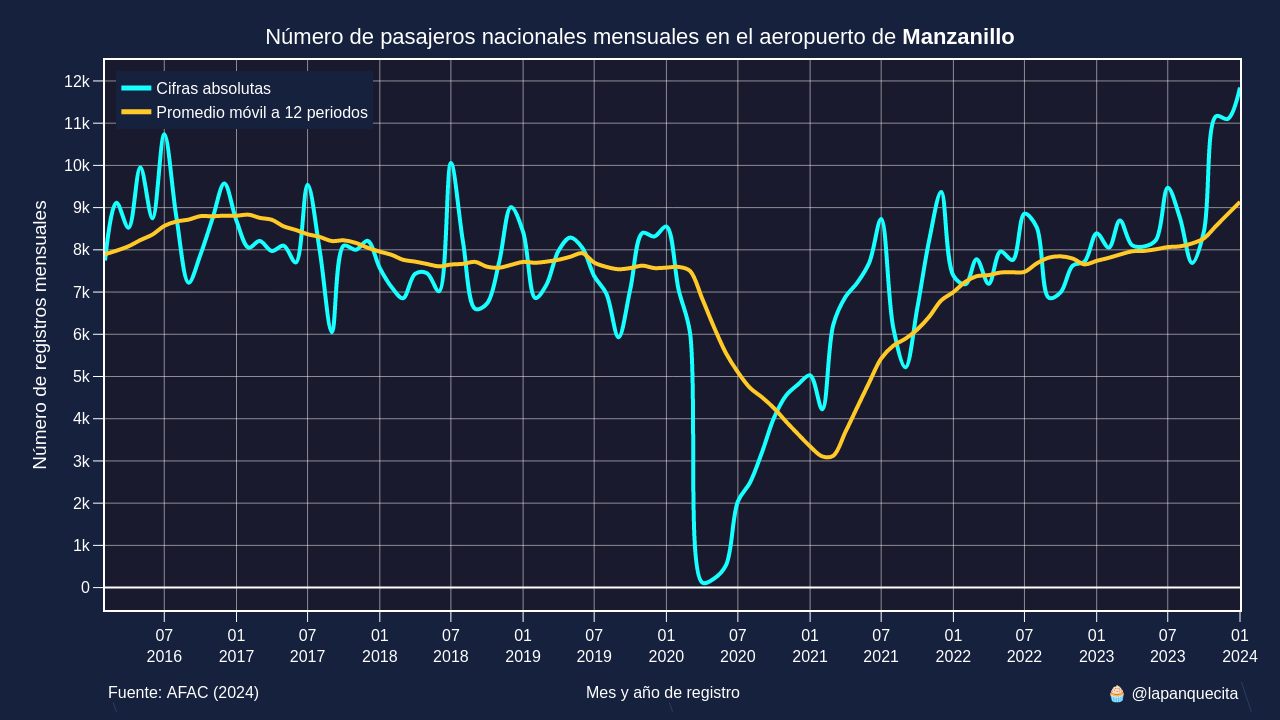 Número de pasajeros nacionales mensuales en el aeropuerto de Manzanillo
Cifras absolutas
Promedio móvil a 12 periodos
Número de registros mensuales
12k
11k
10k
9k
8k
7k
6k
5k
4k
3k
2k
1k
0
07 01 07 01 07 01 07 01 07 01 07 01 07 01 07 01
2016 2017 2017 2018 2018 2019 2019 2020 2020 2021 2021 2022 2022 2023 2023 2024
Fuente: AFAC (2024)
Mes y año de registro
🧁 @lapanquecita